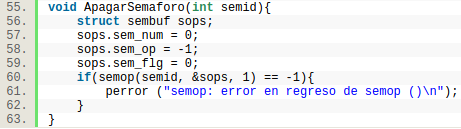 55. void ApagarSemaforo(int semid){
56. struct sembuf sops;
57. sops.sem_num = 0;
58. sops.sem_op = -1;
59. sops.sem_flg = 0;
60. if(semop(semid, &sops, 1) == -1){
61. perror ("semop: error en regreso de semop ()\n");
62. }
63. }